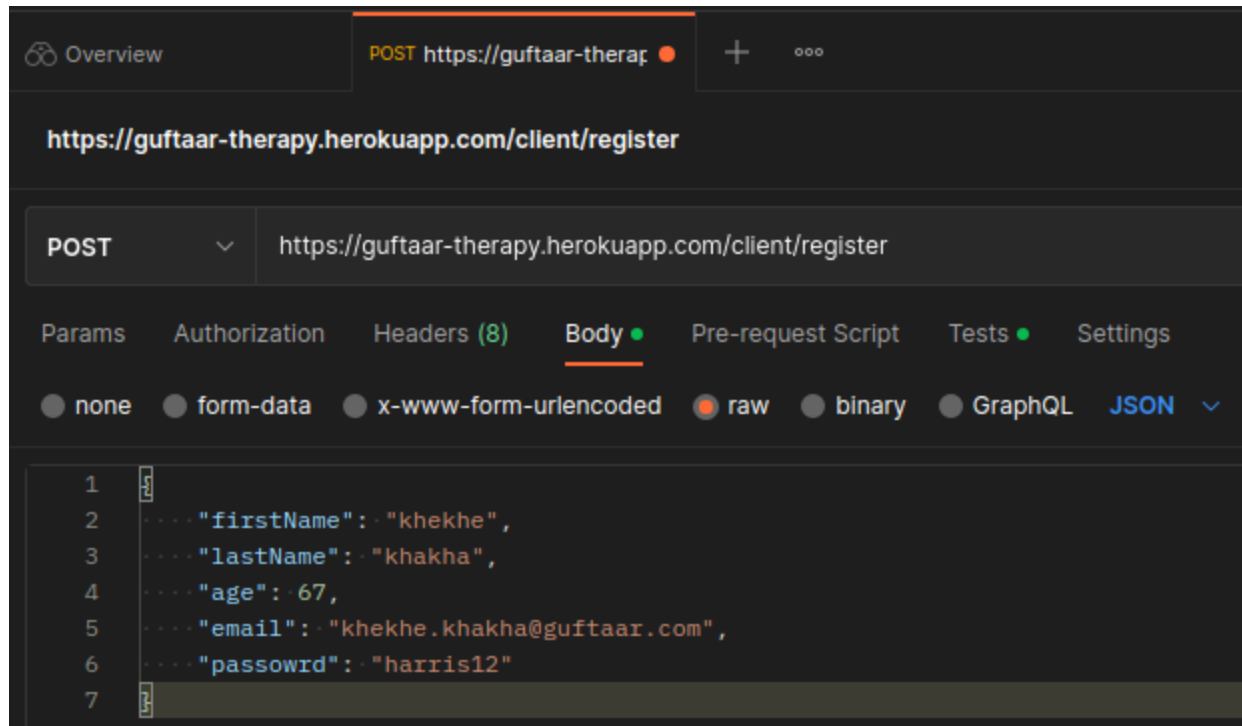 Overview POST https://guftaar-therap
https://guftaar-therapy.herokuapp.com/client/register
POST https://guftaar-therapy.herokuapp.com/client/register
Params Authorization Headers (8) Body Pre-request Script Tests Settings
none form-data x-www-form-urlencoded raw binary GraphQL JSON
1 {
2 "firstName": "khekhe",
3 "lastName": "khakha",
4 "age": 67,
5 "email": "khekhe.khakha@guftaar.com",
6 "passowrd": "harris12"
7 }